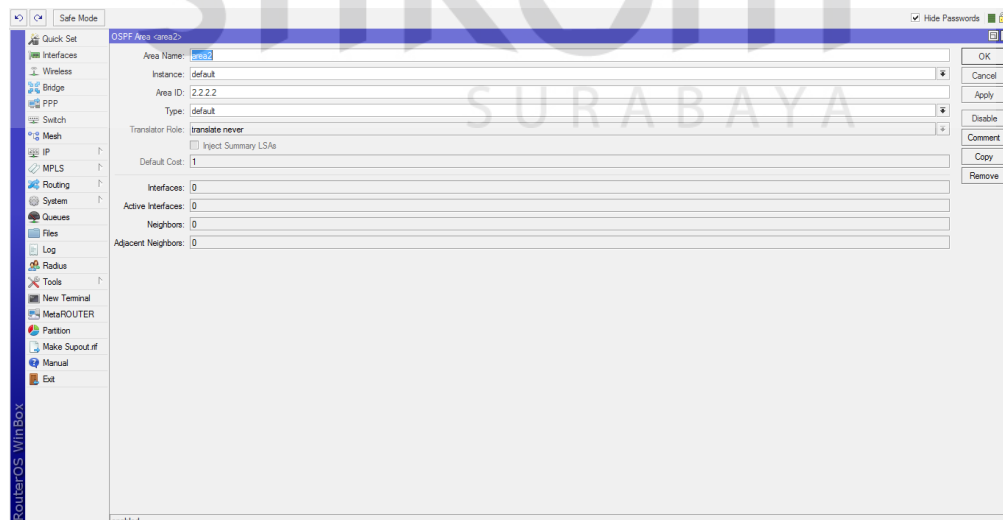 Safe Mode
Hide Passwords
Quick Set
Interfaces
Wireless
Bridge
PPP
Switch
Mesh
IP
MPLS
Routing
System
Queues
Files
Log
Radius
Tools
New Terminal
MetaROUTER
Partition
Make Supout.rif
Manual
Exit
RouterOS WinBox
OSPF Area <area2>
Area Name: area2
Instance: default
Area ID: 2.2.2.2
Type: default
Translator Role: translate never
Inject Summary LSAs
Default Cost: 1
Interfaces: 0
Active Interfaces: 0
Neighbors: 0
Adjacent Neighbors: 0
OK
Cancel
Apply
Disable
Comment
Copy
Remove
SURABAYA